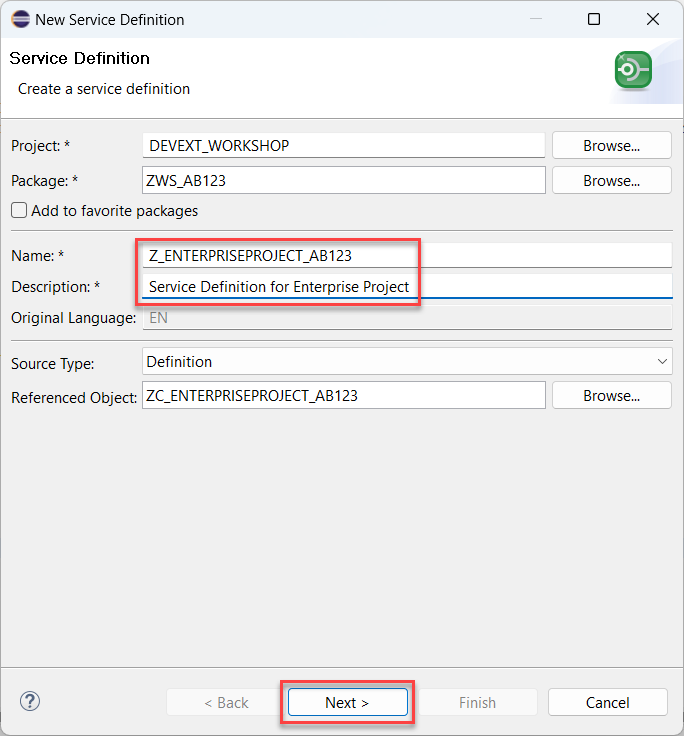 New Service Definition
Service Definition
Create a service definition
Project: * DEVEXT_WORKSHOP Browse...
Package: * ZWS_AB123 Browse...
Add to favorite packages
Name: * Z_ENTERPRISEPROJECT_AB123
Description: * Service Definition for Enterprise Project
Original Language: EN
Source Type: Definition
Referenced Object: ZC_ENTERPRISEPROJECT_AB123 Browse...
? < Back Next > Finish Cancel